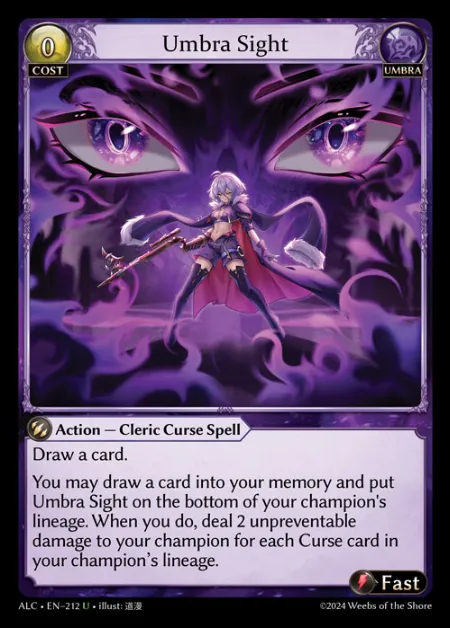 0
Umbra Sight
COST
UMBRA
Action — Cleric Curse Spell
Draw a card.
You may draw a card into your memory and put
Umbra Sight on the bottom of your champion's
lineage. When you do, deal 2 unpreventable
damage to your champion for each Curse card in
your champion's lineage.
Fast
ALC • EN-212 U • illust: 道漫
©2024 Weebs of the Shore